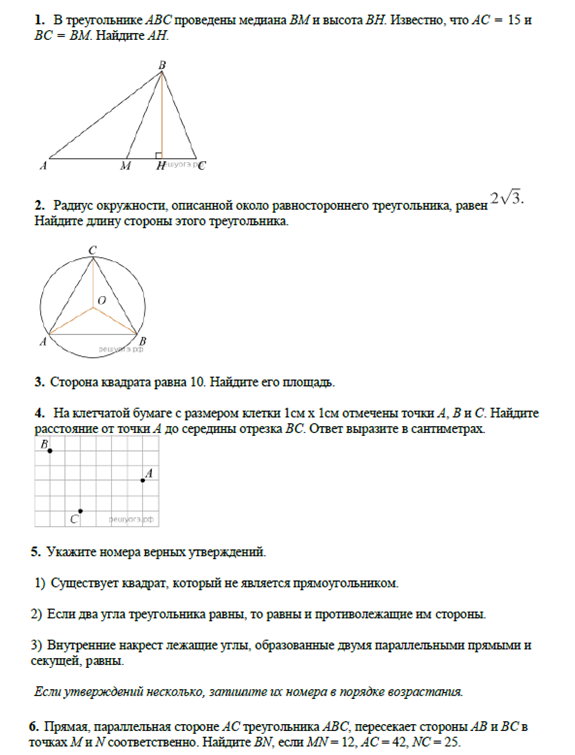 1. В треугольнике ABC проведены медиана BM и высота BH. Известно, что AC = 15 и
BC = BM. Найдите AH.
B
A M H C
решуогэ.рф
2. Радиус окружности, описанной около равностороннего треугольника, равен 2√3.
Найдите длину стороны этого треугольника.
C
O
A B
решуогэ.рф
3. Сторона квадрата равна 10. Найдите его площадь.
4. На клетчатой бумаге с размером клетки 1см x 1см отмечены точки A, B и C. Найдите
расстояние от точки A до середины отрезка BC. Ответ выразите в сантиметрах.
B
A
C решуогэ.рф
5. Укажите номера верных утверждений.
1) Существует квадрат, который не является прямоугольником.
2) Если два угла треугольника равны, то равны и противолежащие им стороны.
3) Внутренние накрест лежащие углы, образованные двумя параллельными прямыми и
секущей, равны.
Если утверждений несколько, запишите их номера в порядке возрастания.
6. Прямая, параллельная стороне AC треугольника ABC, пересекает стороны AB и BC в
точках M и N соответственно. Найдите BN, если MN = 12, AC = 42, NC = 25.